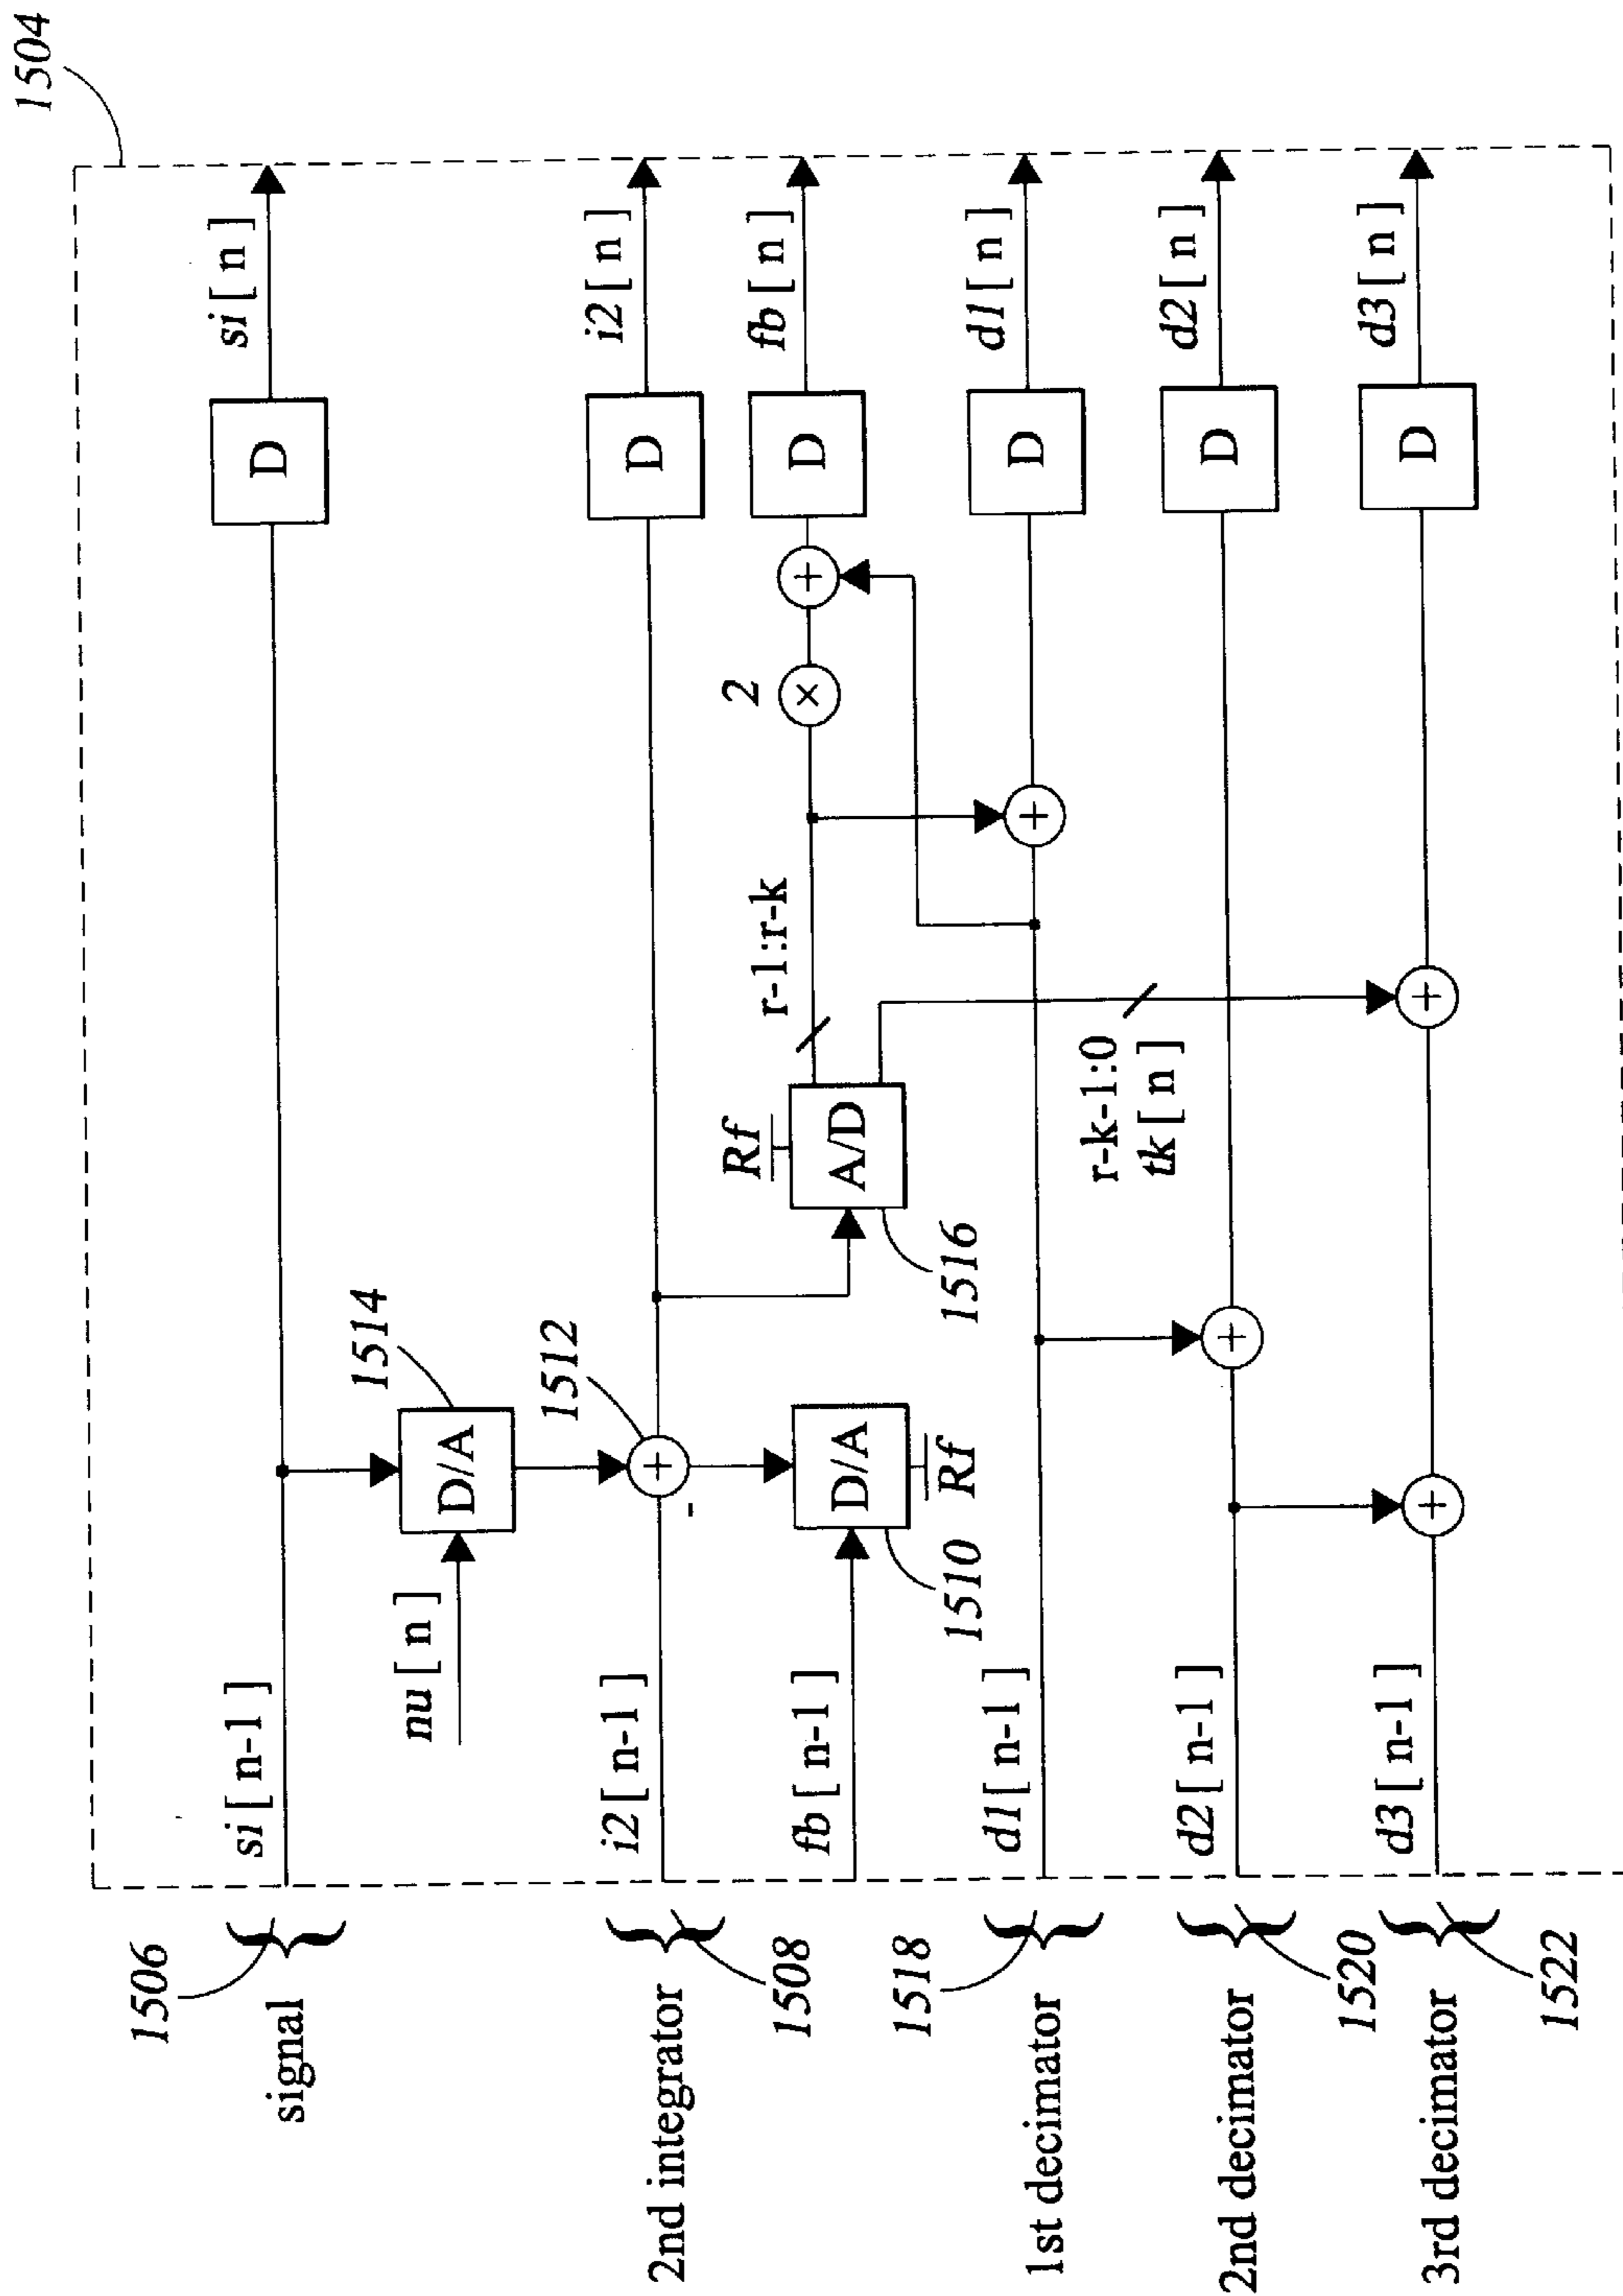 1504
1506
signal
si [ n-1 ]
D
si [ n ]
nu [ n ]
D/A
1514
1512
2nd integrator
1508
i2 [ n-1 ]
+
-
D
i2 [ n ]
fb [ n-1 ]
D/A
1510
Rf
Rf
A/D
1516
r-1:r-k
2
×
+
D
fb [ n ]
1518
1st decimator
d1 [ n-1 ]
+
D
d1 [ n ]
r-k-1:0
tk [ n ]
2nd decimator
1520
d2 [ n-1 ]
+
D
d2 [ n ]
3rd decimator
1522
d3 [ n-1 ]
+
+
D
d3 [ n ]